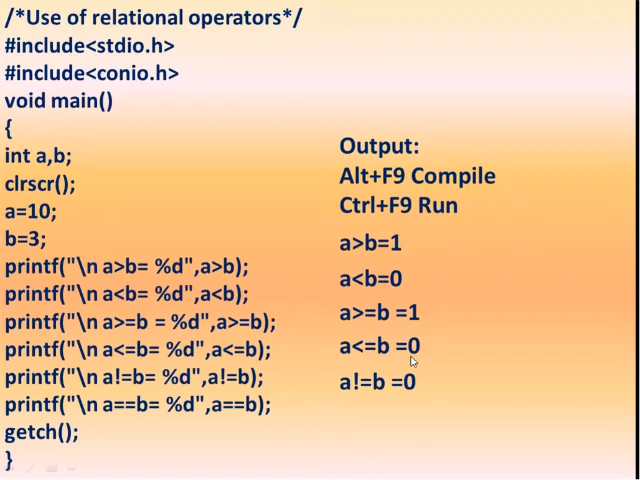 /*Use of relational operators*/
#include<stdio.h>
#include<conio.h>
void main()
{
int a,b;
clrscr();
a=10;
b=3;
printf("\n a>b= %d",a>b);
printf("\n a<b= %d",a<b);
printf("\n a>=b = %d",a>=b);
printf("\n a<=b= %d",a<=b);
printf("\n a!=b= %d",a!=b);
printf("\n a==b= %d",a==b);
getch();
}
Output:
Alt+F9 Compile
Ctrl+F9 Run
a>b=1
a<b=0
a>=b =1
a<=b =0
a!=b =0